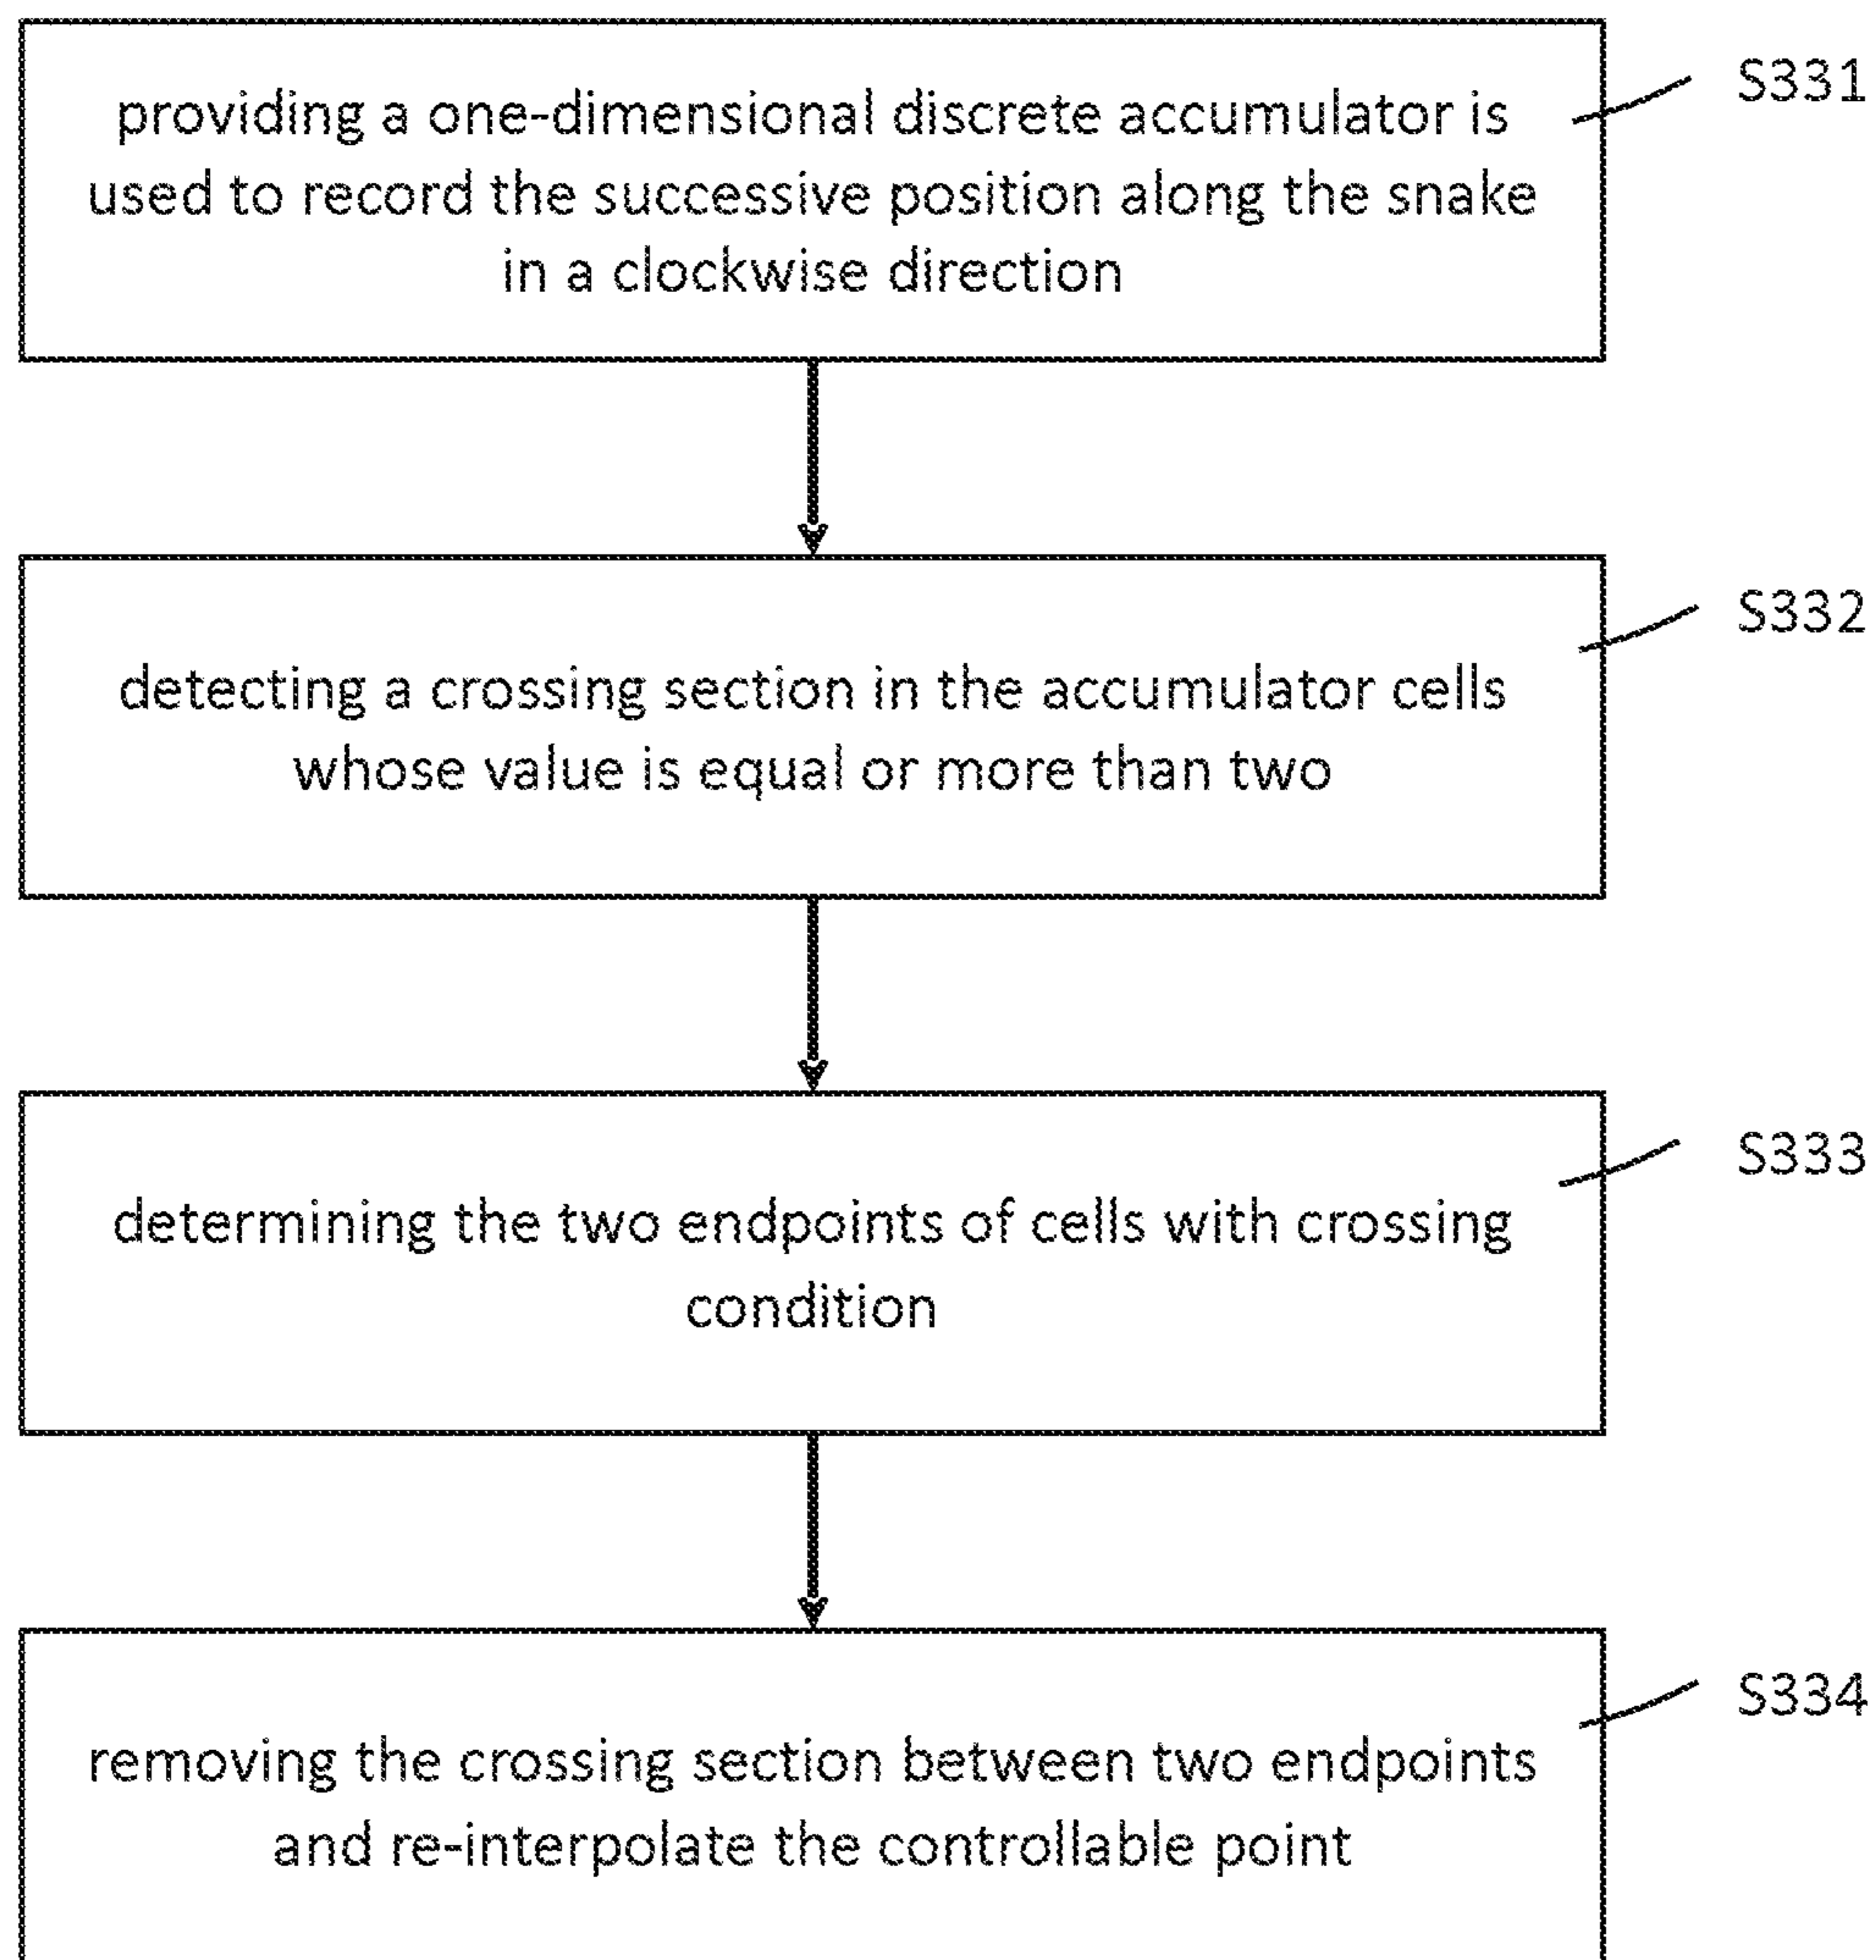 providing a one-dimensional discrete accumulator is
used to record the successive position along the snake
in a clockwise direction
S331
detecting a crossing section in the accumulator cells
whose value is equal or more than two
S332
determining the two endpoints of cells with crossing
condition
S333
removing the crossing section between two endpoints
and re-interpolate the controllable point
S334